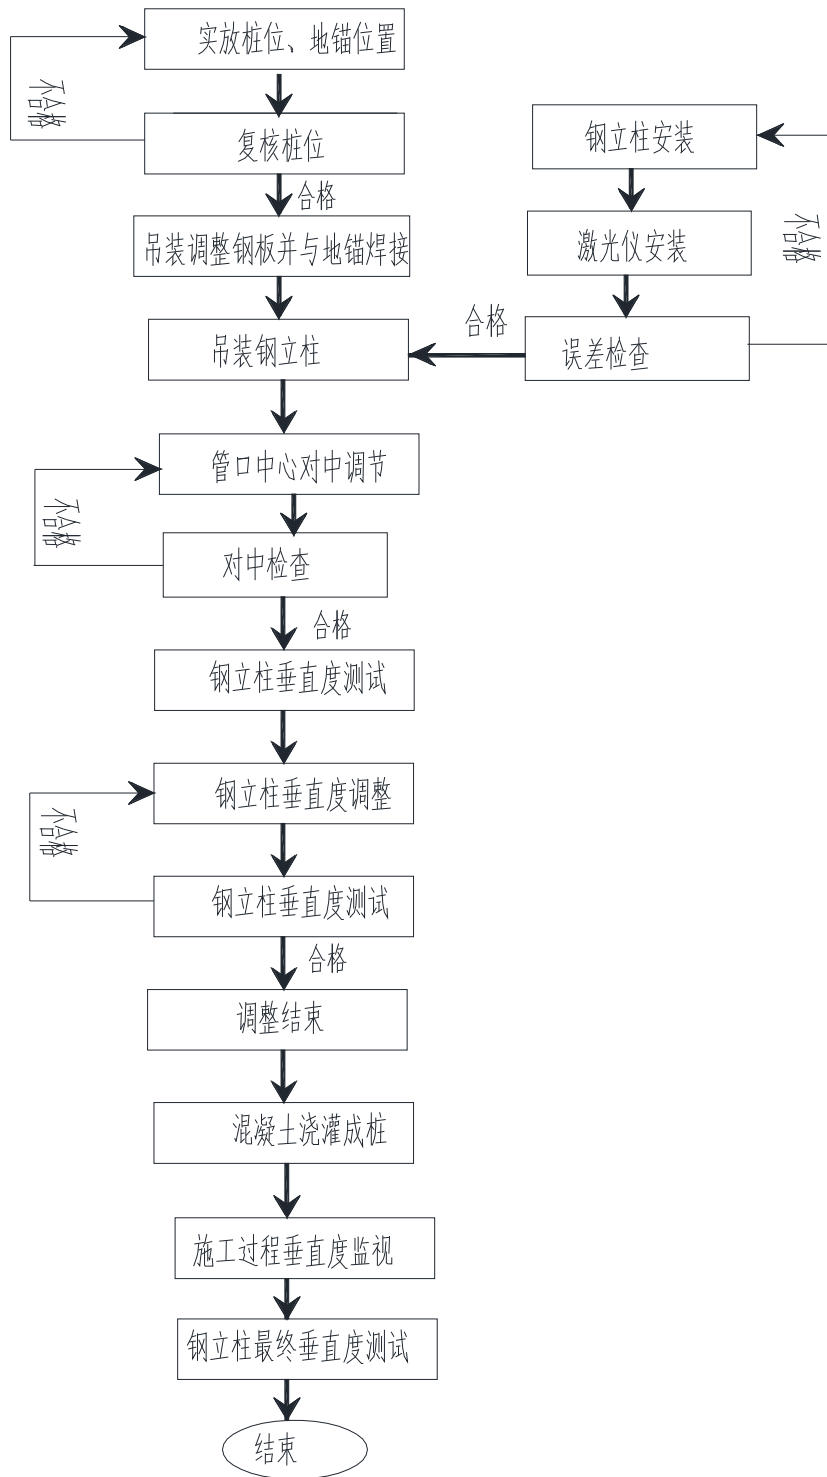 实放桩位、地锚位置
不合格
复核桩位
合格
吊装调整钢板并与地锚焊接
钢立柱安装
激光仪安装
不合格
误差检查
合格
吊装钢立柱
管口中心对中调节
不合格
对中检查
合格
钢立柱垂直度测试
钢立柱垂直度调整
不合格
钢立柱垂直度测试
合格
调整结束
混凝土浇灌成桩
施工过程垂直度监视
钢立柱最终垂直度测试
结束